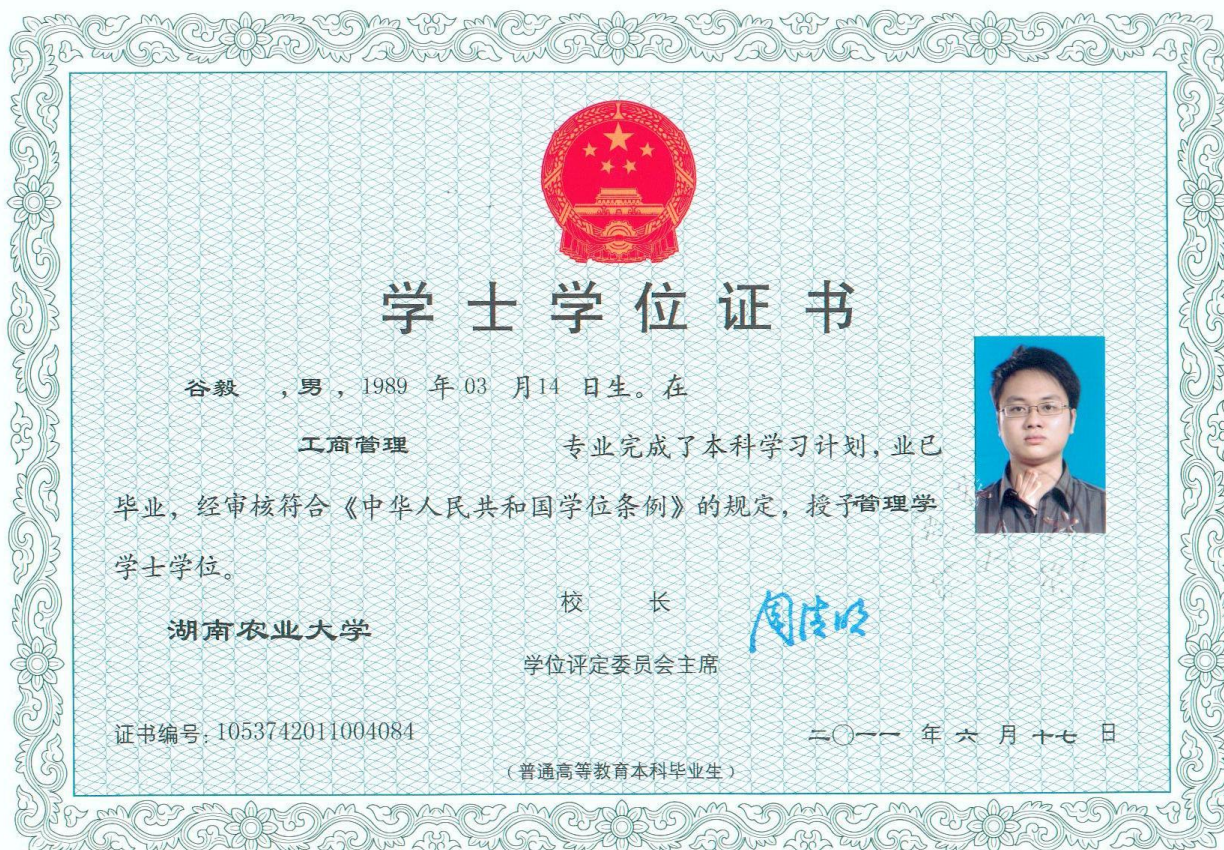 学士学位证书
谷毅 ,男,1989 年 03 月14 日生。在
工商管理 专业完成了本科学习计划,业已
毕业,经审核符合《中华人民共和国学位条例》的规定,授予管理学
学士学位。
校 长
周清明
湖南农业大学
学位评定委员会主席
证书编号:1053742011004084
二〇一一 年 六 月 十七 日
(普通高等教育本科毕业生)